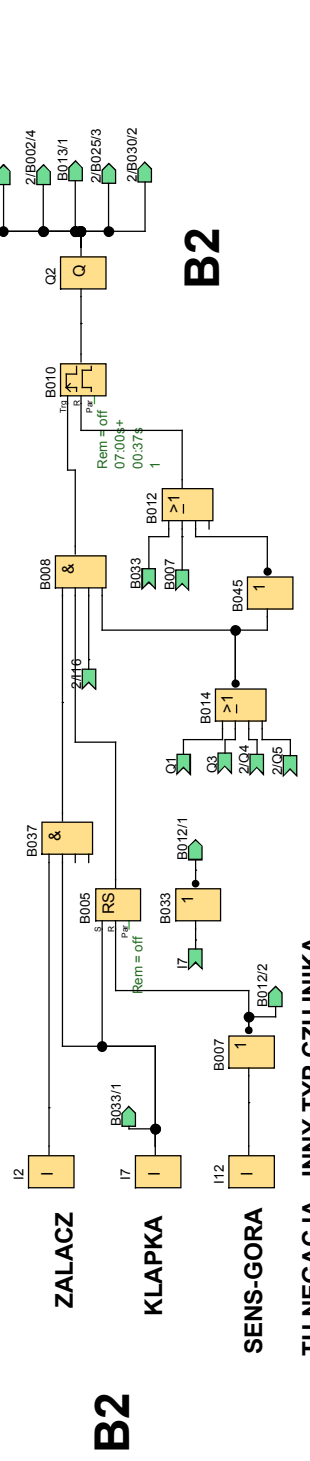 B2
ZALACZ
KLAPKA
SENS-GORA
TU NEGACJA - INNY TYP CZUJNIKA
I2
I
I7
I
I12
I
B033/1
B037
&
B005
RS
S
R
Par
Rem = off
B007
1
B012/2
I7
B033
1
B012/1
Q1
Q3
2/Q4
2/Q5
B014
>1
B045
1
2/I16
B008
&
B033
B007
B012
>1
B010
Trg
R
Par
Rem = off
07:00s+
00:37s
1
Q2
Q
2/B002/4
B013/1
2/B025/3
2/B030/2
B2